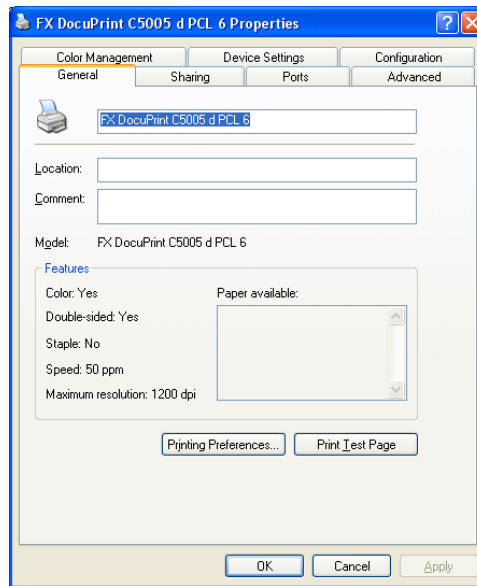 FX DocuPrint C5005 d PCL 6 Properties
?
Color Management Device Settings Configuration
General Sharing Ports Advanced
FX DocuPrint C5005 d PCL 6
Location:
Comment:
Model: FX DocuPrint C5005 d PCL 6
Features
Color: Yes Paper available:
Double-sided: Yes
Staple: No
Speed: 50 ppm
Maximum resolution: 1200 dpi
Printing Preferences... Print Test Page
OK Cancel Apply